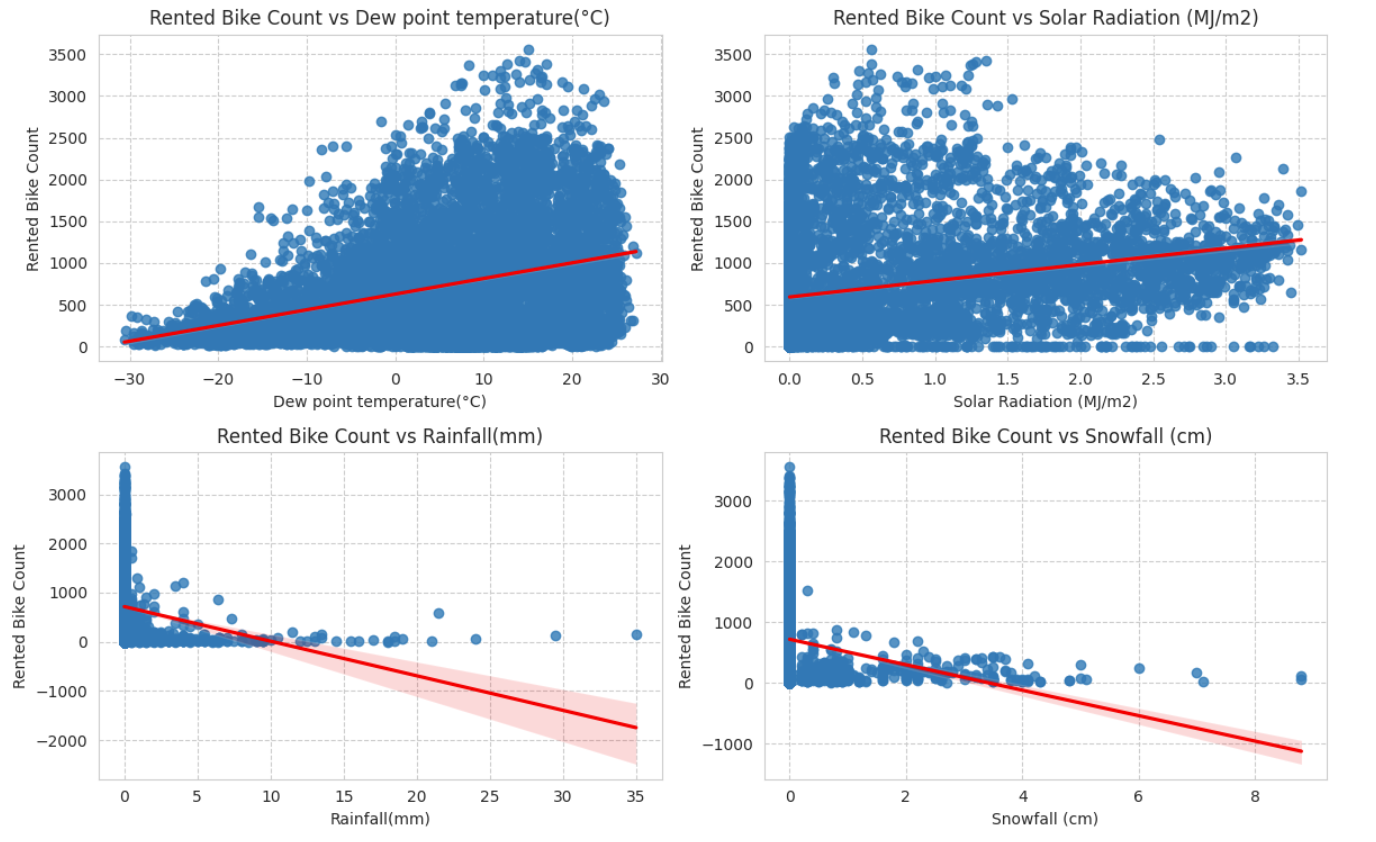 Rented Bike Count vs Dew point temperature(°C)
Rented Bike Count
3500
3000
2500
2000
1500
1000
500
0
−30 −20 −10 0 10 20 30
Dew point temperature(°C)
Rented Bike Count vs Solar Radiation (MJ/m2)
Rented Bike Count
3500
3000
2500
2000
1500
1000
500
0
0.0 0.5 1.0 1.5 2.0 2.5 3.0 3.5
Solar Radiation (MJ/m2)
Rented Bike Count vs Rainfall(mm)
Rented Bike Count
3000
2000
1000
0
−1000
−2000
0 5 10 15 20 25 30 35
Rainfall(mm)
Rented Bike Count vs Snowfall (cm)
Rented Bike Count
3000
2000
1000
0
−1000
0 2 4 6 8
Snowfall (cm)